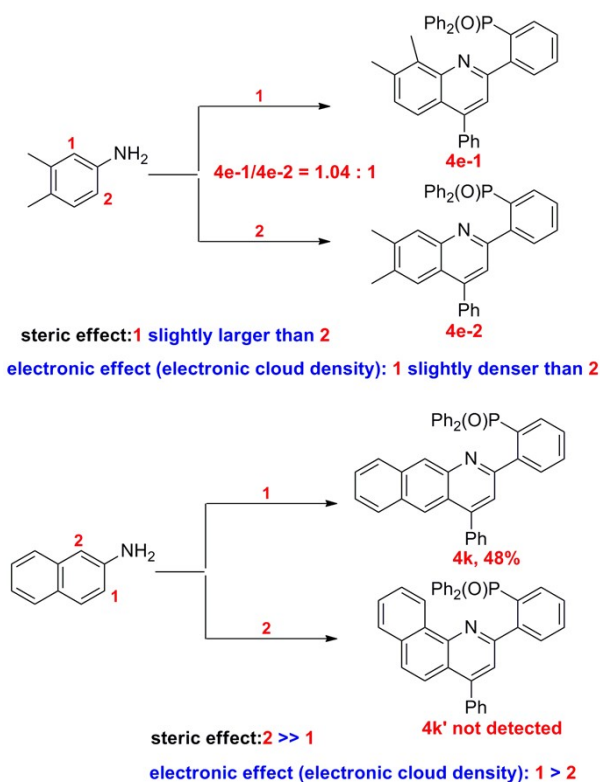 Ph₂(O)P
1
N
Ph
4e-1
1
NH₂
2
4e-1/4e-2 = 1.04 : 1
Ph₂(O)P
2
N
Ph
4e-2
steric effect:1 slightly larger than 2
electronic effect (electronic cloud density): 1 slightly denser than 2
Ph₂(O)P
1
N
Ph
4k, 48%
2
NH₂
1
Ph₂(O)P
2
N
Ph
4k' not detected
steric effect:2 >> 1
electronic effect (electronic cloud density): 1 > 2